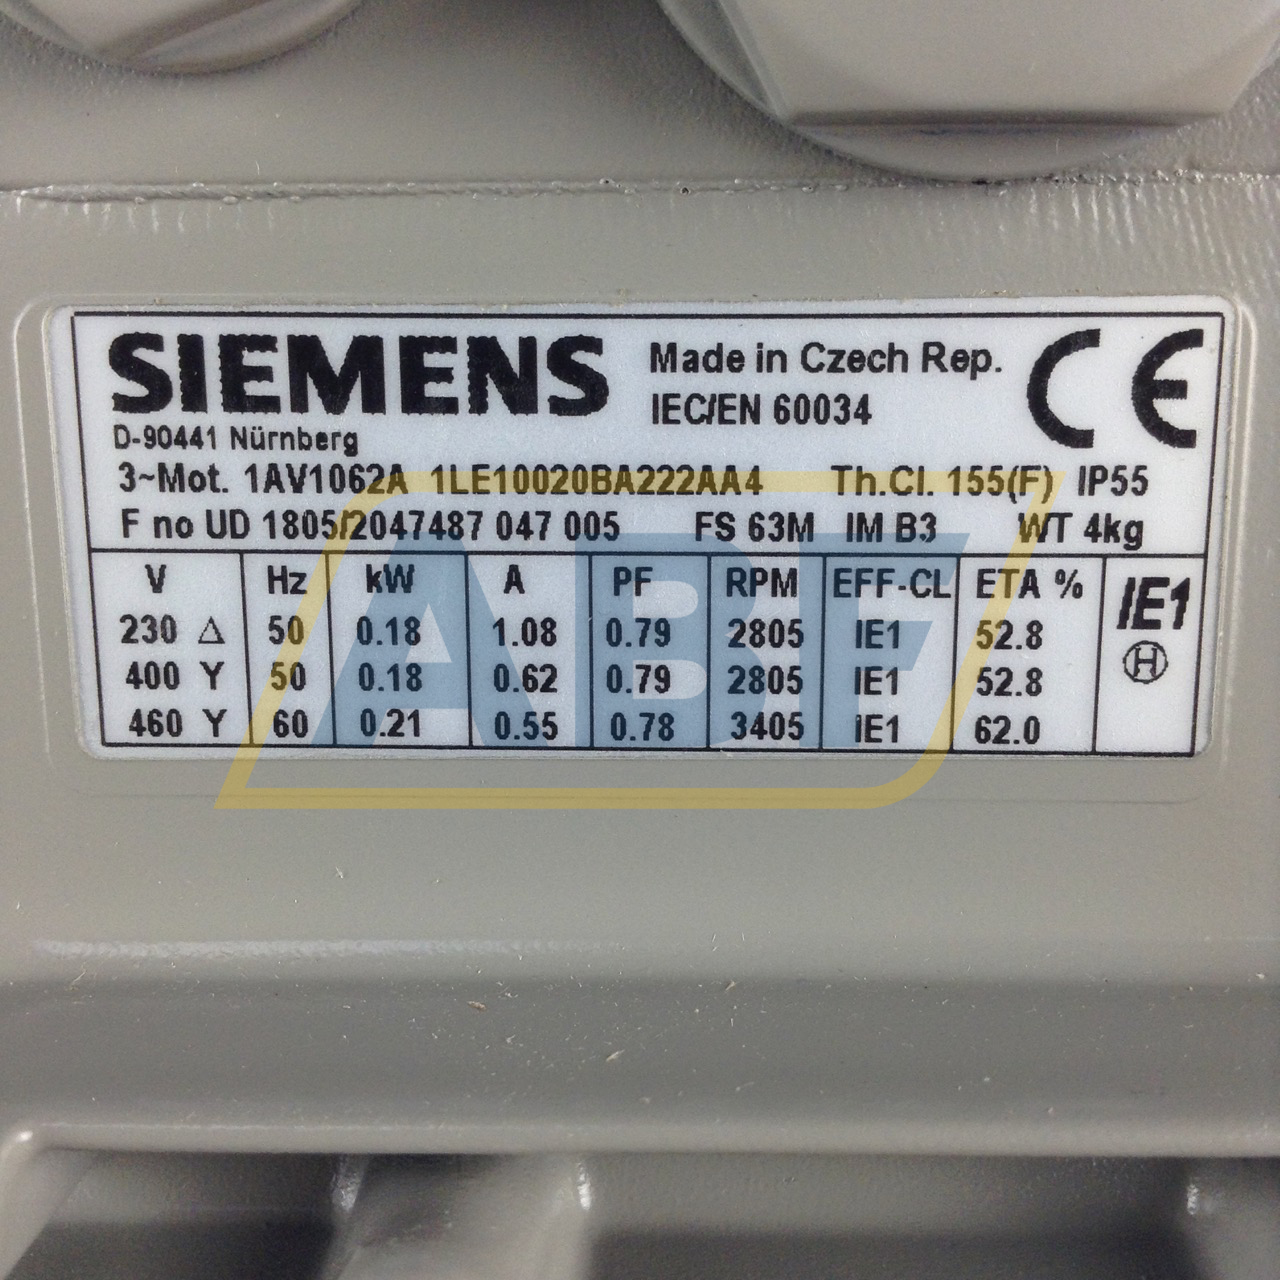 SIEMENS
Made in Czech Rep.
IEC/EN 60034
CE
D-90441 Nürnberg
3~Mot. 1AV1062A 1LE10020BA222AA4 Th.Cl. 155(F) IP55
F no UD 1805/2047487 047 005 FS 63M IM B3 WT 4kg
V Hz kW A PF RPM EFF-CL ETA % IE1
230 Δ 50 0.18 1.08 0.79 2805 IE1 52.8
400 Y 50 0.18 0.62 0.79 2805 IE1 52.8
460 Y 60 0.21 0.55 0.78 3405 IE1 62.0
H
ABF